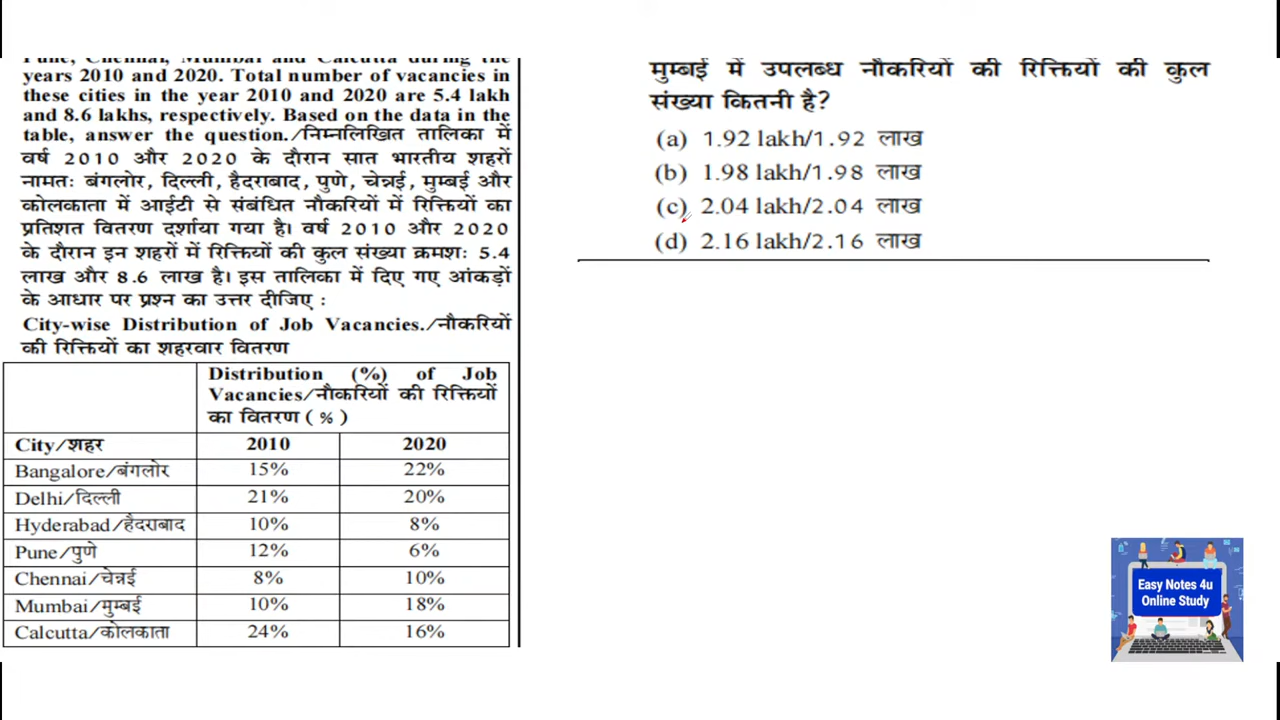 Pune, Chennai, Mumbai and Calcutta during the
years 2010 and 2020. Total number of vacancies in
these cities in the year 2010 and 2020 are 5.4 lakh
and 8.6 lakhs, respectively. Based on the data in the
table, answer the question./निम्नलिखित तालिका में
वर्ष 2010 और 2020 के दौरान सात भारतीय शहरों
नामतः बंगलोर, दिल्ली, हैदराबाद, पुणे, चेन्नई, मुम्बई और
कोलकाता में आईटी से संबंधित नौकरियों में रिक्तियों का
प्रतिशत वितरण दर्शाया गया है। वर्ष 2010 और 2020
के दौरान इन शहरों में रिक्तियों की कुल संख्या क्रमशः 5.4
लाख और 8.6 लाख है। इस तालिका में दिए गए आंकड़ों
के आधार पर प्रश्न का उत्तर दीजिए :
City-wise Distribution of Job Vacancies./नौकरियों
की रिक्तियों का शहरवार वितरण
Distribution (%) of Job
Vacancies/नौकरियों की रिक्तियों
का वितरण ( % )
City/शहर 2010 2020
Bangalore/बंगलोर 15% 22%
Delhi/दिल्ली 21% 20%
Hyderabad/हैदराबाद 10% 8%
Pune/पुणे 12% 6%
Chennai/चेन्नई 8% 10%
Mumbai/मुम्बई 10% 18%
Calcutta/कोलकाता 24% 16%
मुम्बई में उपलब्ध नौकरियों की रिक्तियों की कुल
संख्या कितनी है?
(a) 1.92 lakh/1.92 लाख
(b) 1.98 lakh/1.98 लाख
(c) 2.04 lakh/2.04 लाख
(d) 2.16 lakh/2.16 लाख
Easy Notes 4u
Online Study